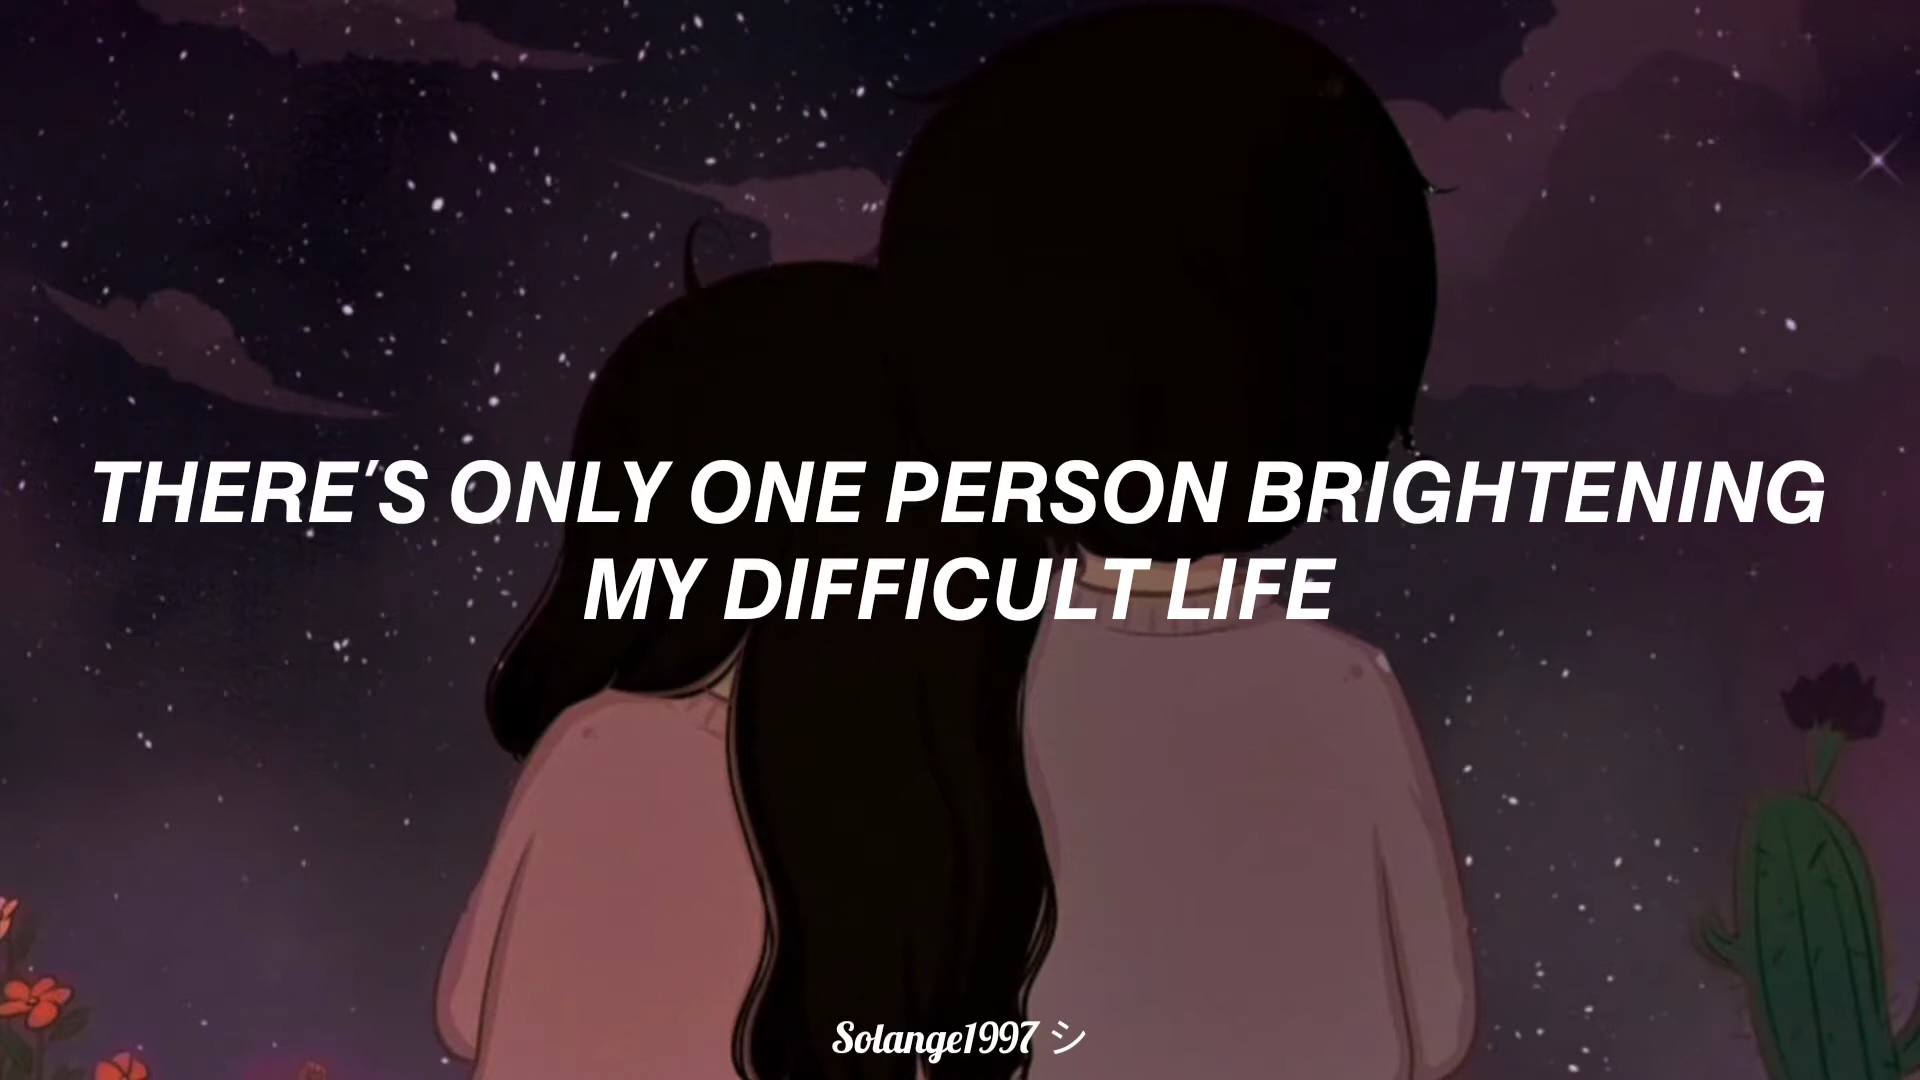 THERE'S ONLY ONE PERSON BRIGHTENING
MY DIFFICULT LIFE
Solange1997 シ